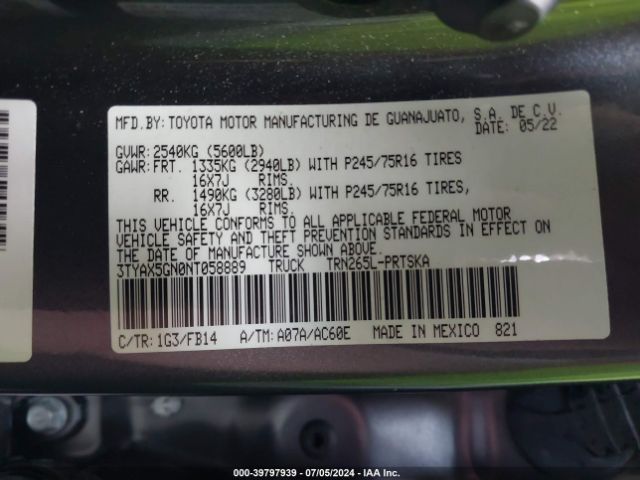 MFD.BY: TOYOTA MOTOR MANUFACTURING DE GUANAJUATO, S.A. DE C.V.
DATE: 05/22
GVWR: 2540KG (5600LB)
GAWR: FRT. 1335KG (2940LB) WITH P245/75R16 TIRES
16X7J RIMS.
RR. 1490KG (3280LB) WITH P245/75R16 TIRES,
16X7J RIMS.
THIS VEHICLE CONFORMS TO ALL APPLICABLE FEDERAL MOTOR
VEHICLE SAFETY AND THEFT PREVENTION STANDARDS IN EFFECT ON
THE DATE OF MANUFACTURE SHOWN ABOVE.
3TYAX5GN0NT058889 TRUCK TRN265L-PRTSKA
C/TR: 1G3/FB14 A/TM: A07A/AC60E MADE IN MEXICO 821
000-39797939 / 07/05/2024 - IAA Inc.